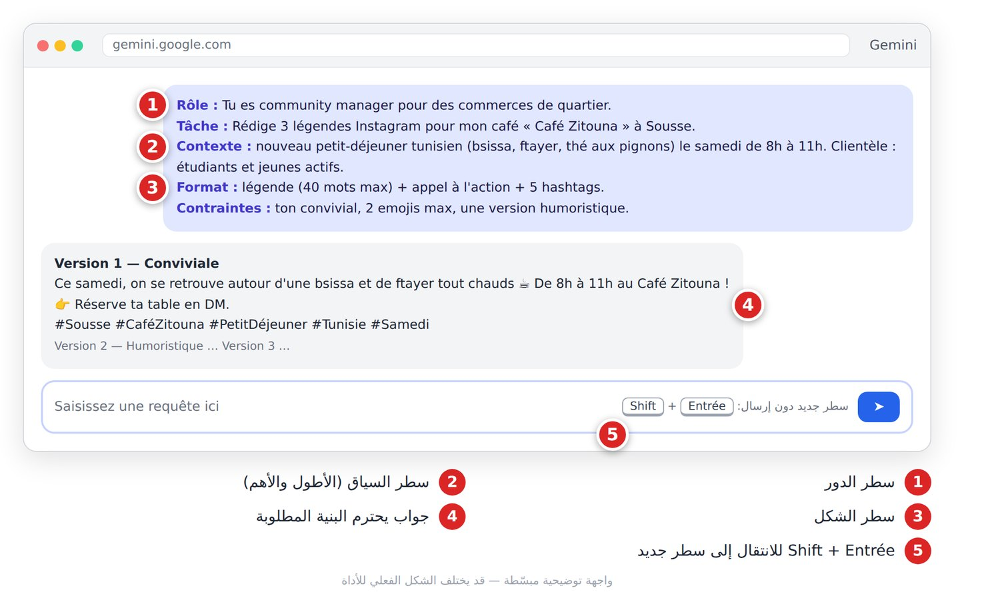 gemini.google.com
Gemini
1
Rôle : Tu es community manager pour des commerces de quartier.
Tâche : Rédige 3 légendes Instagram pour mon café « Café Zitouna » à Sousse.
2
Contexte : nouveau petit-déjeuner tunisien (bsissa, ftayer, thé aux pignons) le samedi de 8h à 11h. Clientèle :
étudiants et jeunes actifs.
3
Format : légende (40 mots max) + appel à l'action + 5 hashtags.
Contraintes : ton convivial, 2 emojis max, une version humoristique.
Version 1 — Conviviale
Ce samedi, on se retrouve autour d'une bsissa et de ftayer tout chauds ☕ De 8h à 11h au Café Zitouna !
👉 Réserve ta table en DM.
4
#Sousse #CaféZitouna #PetitDéjeuner #Tunisie #Samedi
Version 2 — Humoristique ... Version 3 ...
Saisissez une requête ici
سطر جديد دون إرسال: Shift + Entrée
➤
5
1 سطر الدور
2 سطر السياق (الأطول والأهم)
3 سطر الشكل
4 جواب يحترم البنية المطلوبة
5 Shift + Entrée للانتقال إلى سطر جديد
واجهة توضيحية مبسّطة — قد يختلف الشكل الفعلي للأداة